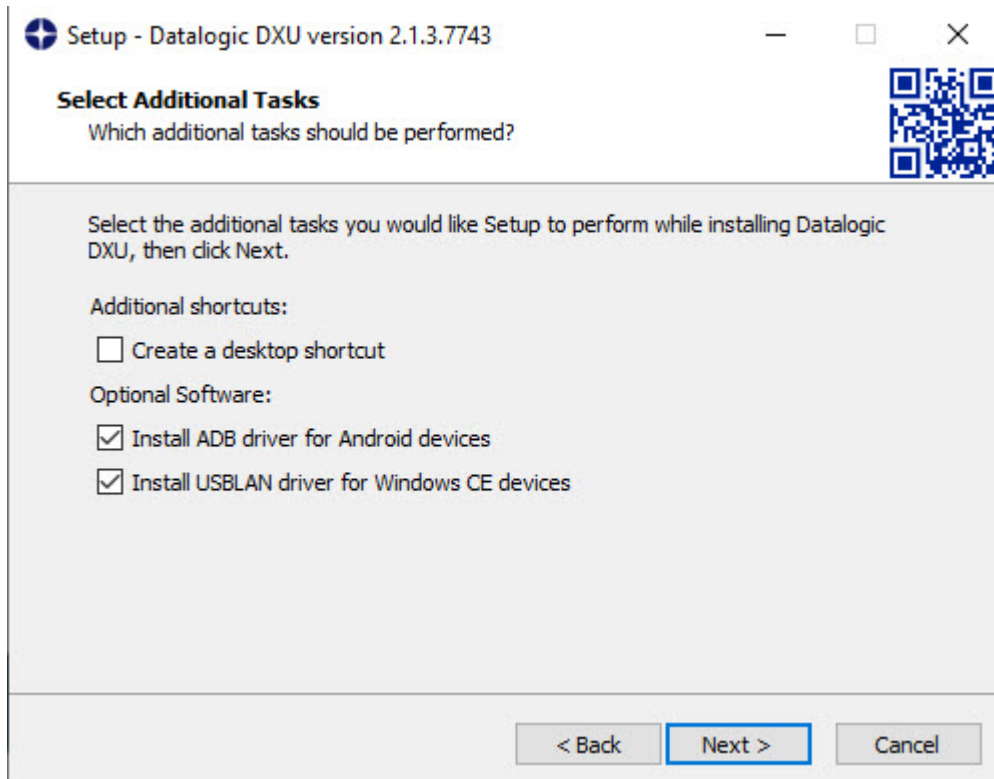 Setup - Datalogic DXU version 2.1.3.7743
Select Additional Tasks
Which additional tasks should be performed?
Select the additional tasks you would like Setup to perform while installing Datalogic
DXU, then click Next.
Additional shortcuts:
Create a desktop shortcut
Optional Software:
Install ADB driver for Android devices
Install USBLAN driver for Windows CE devices
< Back Next > Cancel